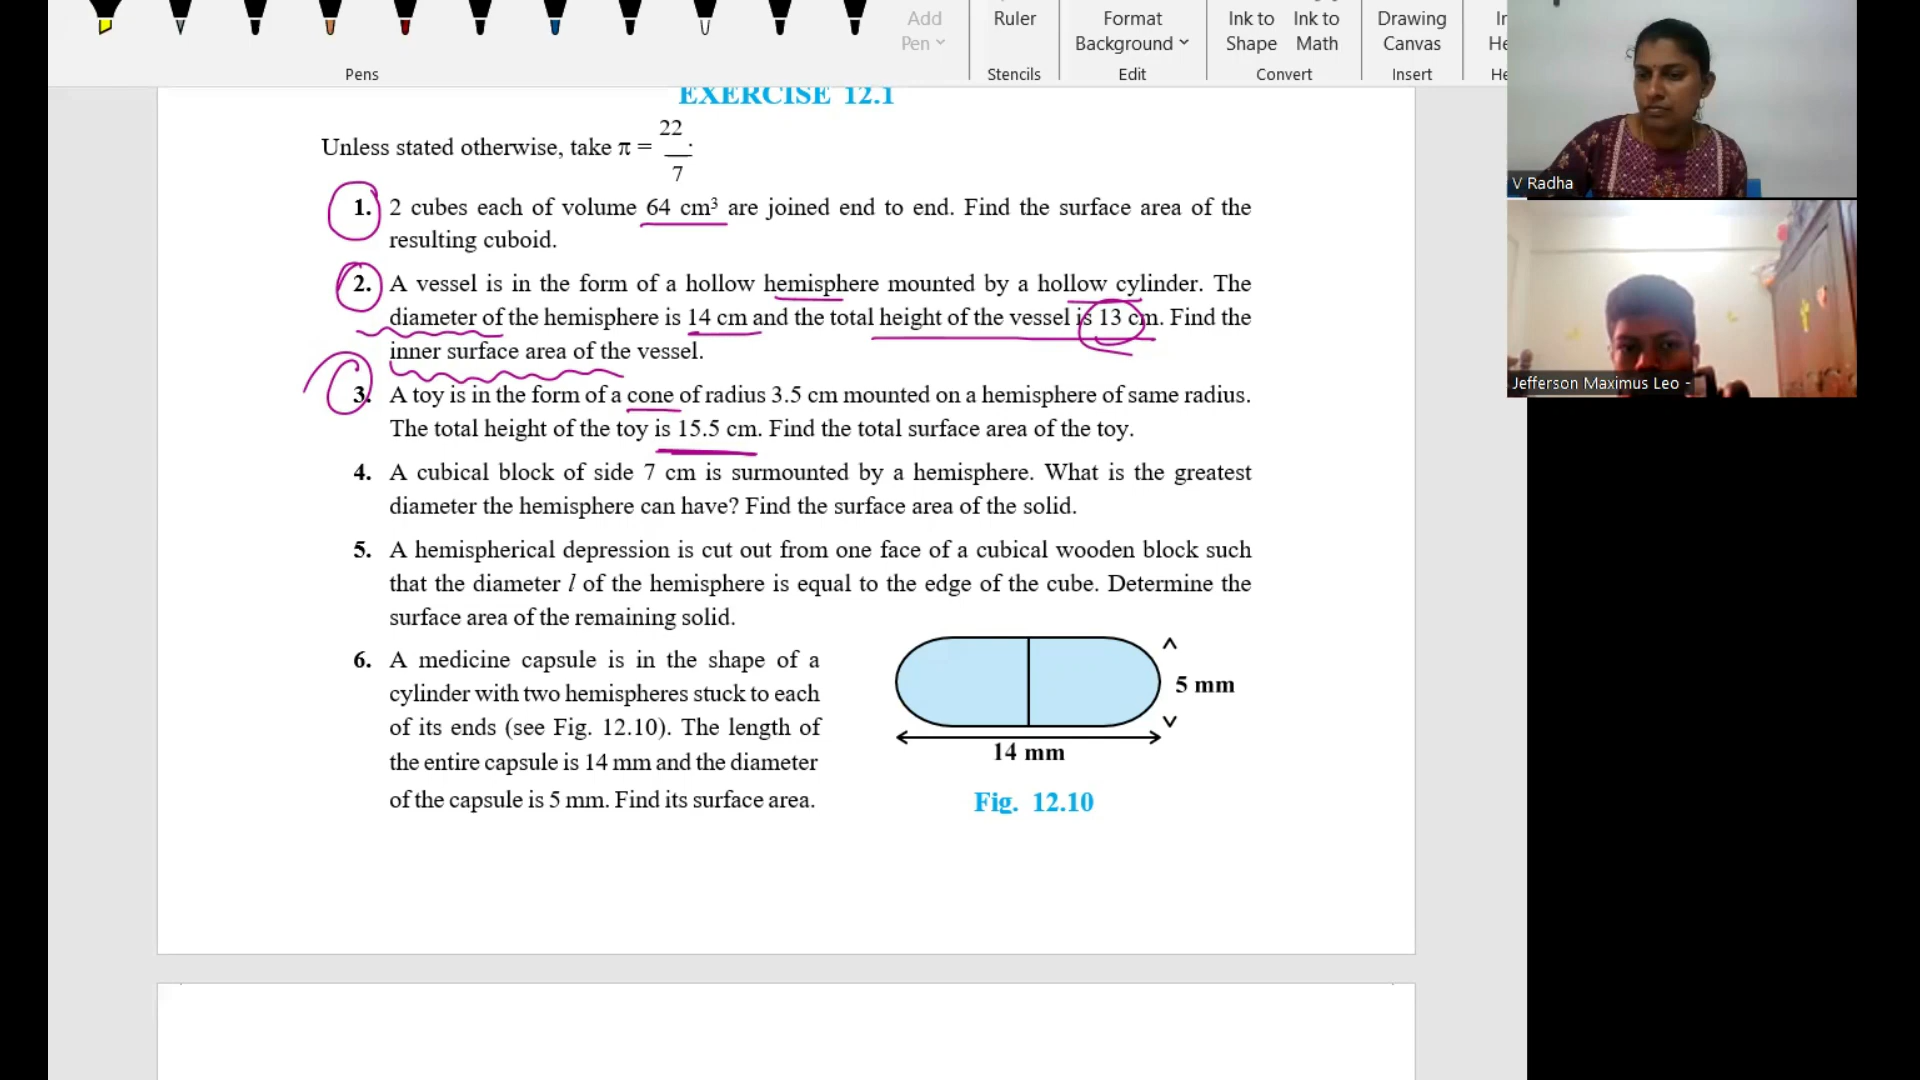 Add
Pen
Ruler
Format
Background
Ink to
Shape
Ink to
Math
Drawing
Canvas
Pens
Stencils
Edit
Convert
Insert
EXERCISE 12.1
Unless stated otherwise, take π = 22/7.
1. 2 cubes each of volume 64 cm³ are joined end to end. Find the surface area of the
resulting cuboid.
2. A vessel is in the form of a hollow hemisphere mounted by a hollow cylinder. The
diameter of the hemisphere is 14 cm and the total height of the vessel is 13 cm. Find the
inner surface area of the vessel.
3. A toy is in the form of a cone of radius 3.5 cm mounted on a hemisphere of same radius.
The total height of the toy is 15.5 cm. Find the total surface area of the toy.
4. A cubical block of side 7 cm is surmounted by a hemisphere. What is the greatest
diameter the hemisphere can have? Find the surface area of the solid.
5. A hemispherical depression is cut out from one face of a cubical wooden block such
that the diameter l of the hemisphere is equal to the edge of the cube. Determine the
surface area of the remaining solid.
6. A medicine capsule is in the shape of a
cylinder with two hemispheres stuck to each
of its ends (see Fig. 12.10). The length of
the entire capsule is 14 mm and the diameter
of the capsule is 5 mm. Find its surface area.
5 mm
14 mm
Fig. 12.10
V Radha
Jefferson Maximus Leo -